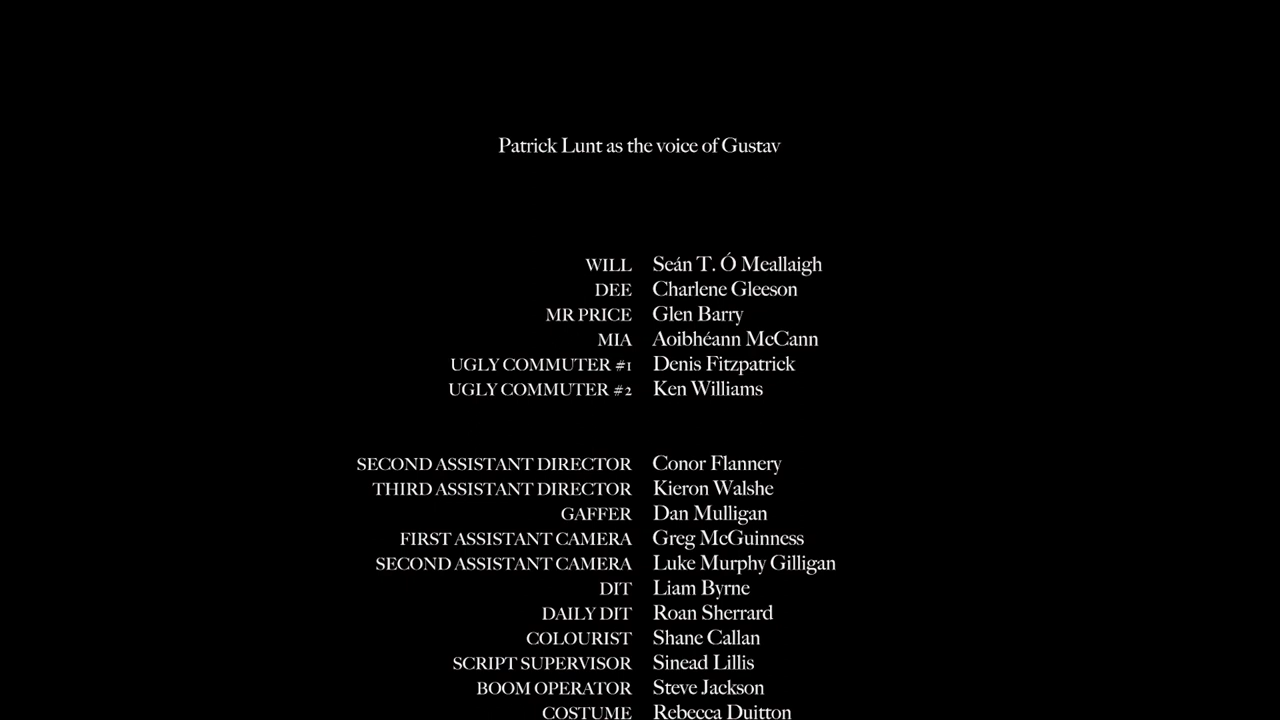 Patrick Lunt as the voice of Gustav
WILL Seán T. Ó Meallaigh
DEE Charlene Gleeson
MR PRICE Glen Barry
MIA Aoibhéann McCann
UGLY COMMUTER #1 Denis Fitzpatrick
UGLY COMMUTER #2 Ken Williams
SECOND ASSISTANT DIRECTOR Conor Flannery
THIRD ASSISTANT DIRECTOR Kieron Walshe
GAFFER Dan Mulligan
FIRST ASSISTANT CAMERA Greg McGuinness
SECOND ASSISTANT CAMERA Luke Murphy Gilligan
DIT Liam Byrne
DAILY DIT Roan Sherrard
COLOURIST Shane Callan
SCRIPT SUPERVISOR Sinead Lillis
BOOM OPERATOR Steve Jackson
COSTUME Rebecca Duitton